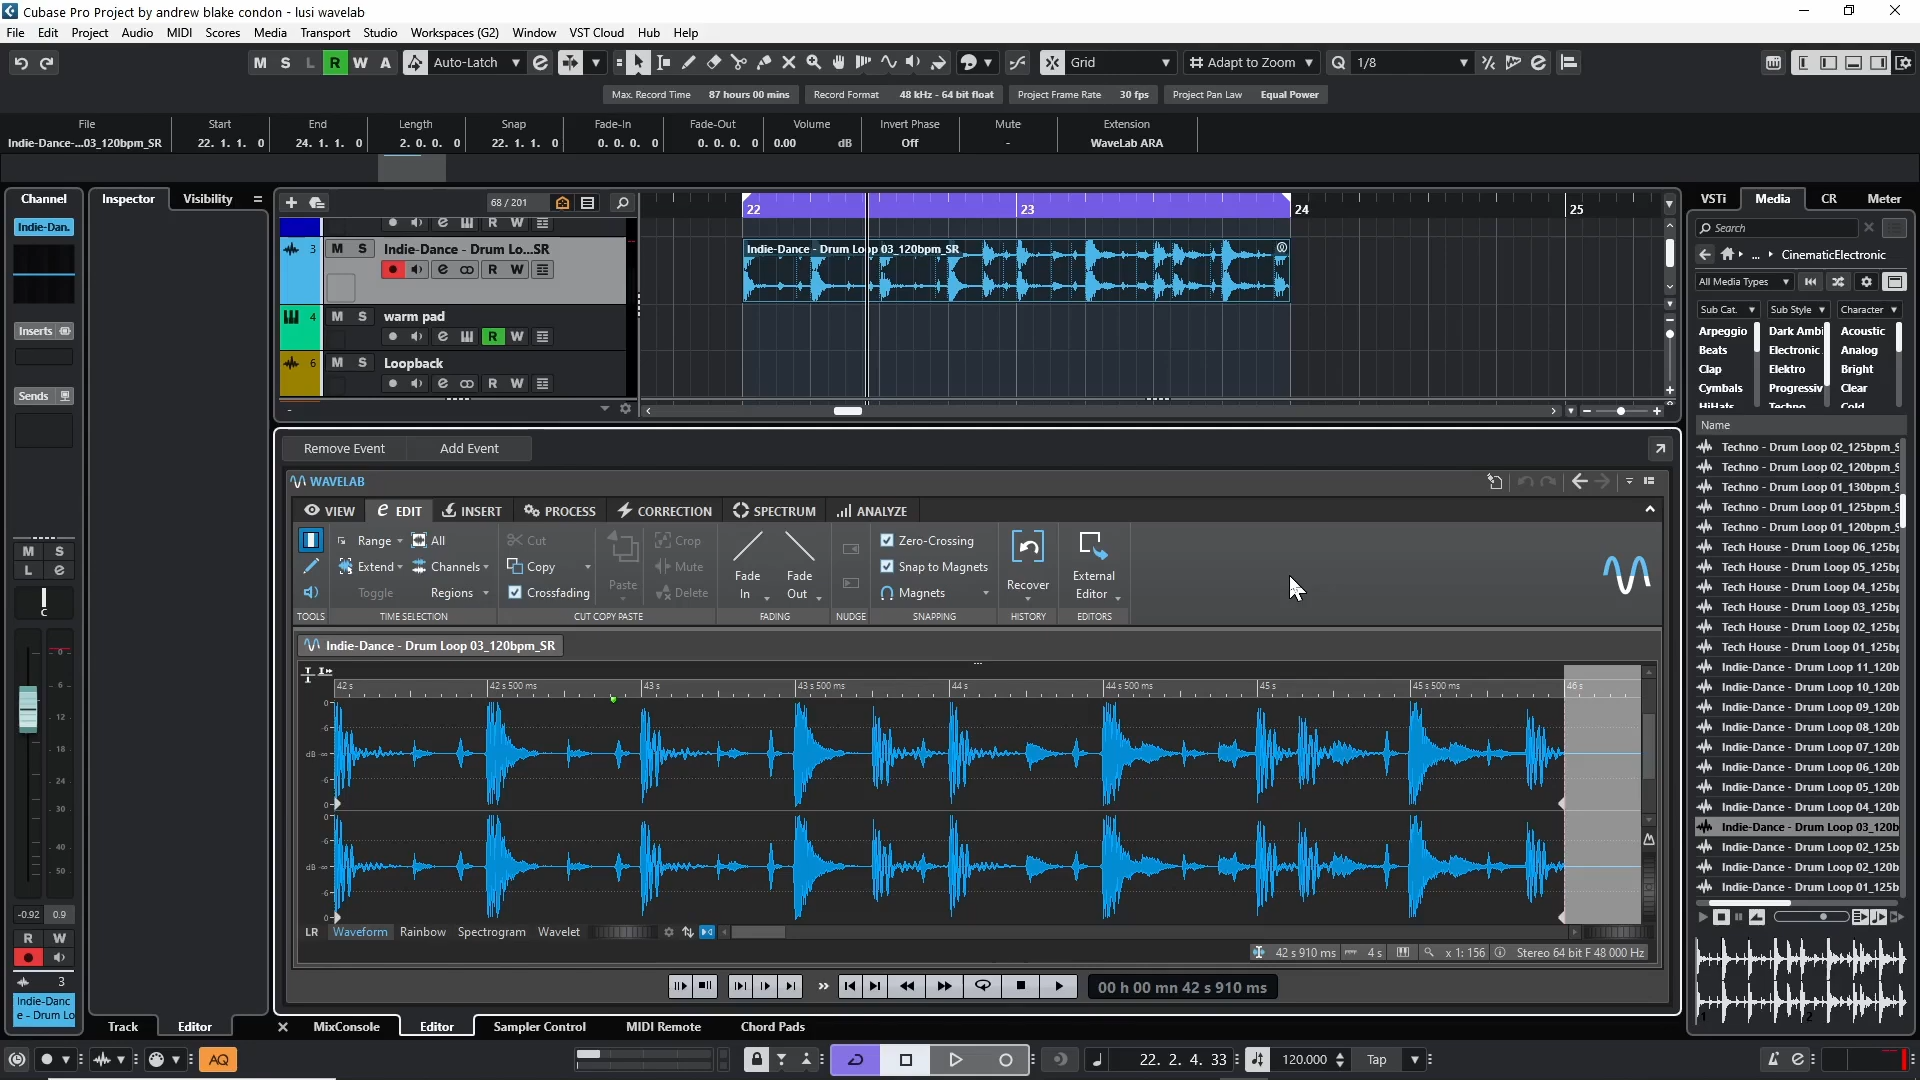 Cubase Pro Project by andrew blake condon - lusi wavelab
File Edit Project Audio MIDI Scores Media Transport Studio Workspaces (G2) Window VST Cloud Hub Help
M S L R W A Auto-Latch Grid Adapt to Zoom Q 1/8
Max. Record Time 87 hours 00 mins Record Format 48 kHz - 64 bit float Project Frame Rate 30 fps Project Pan Law Equal Power
File Start End Length Snap Fade-In Fade-Out Volume Invert Phase Mute Extension
Indie-Dance-...03_120bpm_SR 22. 1. 1. 0 24. 1. 1. 0 2. 0. 0. 0 22. 1. 1. 0 0. 0. 0. 0 0. 0. 0. 0 0.00 dB Off - WaveLab ARA
Channel Inspector Visibility 68 / 201 VSTi Media CR Meter
22 23 24 25
Indie-Dan.
Inserts
Sends
M S
L e
C
-0.92 0.9
R W
3
Indie-Danc
e - Drum Lo
e R W
3 M S Indie-Dance - Drum Lo...SR
e R W
4 M S warm pad
e R W
6 M S Loopback
e R W
Indie-Dance - Drum Loop 03_120bpm_SR
Search
... CinematicElectronic
All Media Types
Sub Cat. Sub Style Character
Arpeggio Dark Ambi Acoustic
Beats Electronic Analog
Clap Elektro Bright
Cymbals Progressiv Clear
HiHats Techno Cold
Name
Techno - Drum Loop 02_125bpm_S
Techno - Drum Loop 02_120bpm_S
Techno - Drum Loop 01_130bpm_S
Techno - Drum Loop 01_125bpm_S
Techno - Drum Loop 01_120bpm_S
Tech House - Drum Loop 06_125bp
Tech House - Drum Loop 05_125bp
Tech House - Drum Loop 04_125bp
Tech House - Drum Loop 03_125bp
Tech House - Drum Loop 02_125bp
Tech House - Drum Loop 01_125bp
Indie-Dance - Drum Loop 11_120b
Indie-Dance - Drum Loop 10_120b
Indie-Dance - Drum Loop 09_120b
Indie-Dance - Drum Loop 08_120b
Indie-Dance - Drum Loop 07_120b
Indie-Dance - Drum Loop 06_120b
Indie-Dance - Drum Loop 05_120b
Indie-Dance - Drum Loop 04_120b
Indie-Dance - Drum Loop 03_120b
Indie-Dance - Drum Loop 02_125b
Indie-Dance - Drum Loop 02_120b
Indie-Dance - Drum Loop 01_125b
1 2
Remove Event Add Event
WAVELAB
VIEW EDIT INSERT PROCESS CORRECTION SPECTRUM ANALYZE
Range All Cut Crop Zero-Crossing
Extend Channels Copy Mute Snap to Magnets
Toggle Regions Crossfading Paste Delete Fade In Fade Out Magnets Recover External Editor
TOOLS TIME SELECTION CUT COPY PASTE FADING NUDGE SNAPPING HISTORY EDITORS
Indie-Dance - Drum Loop 03_120bpm_SR
42 s 42 s 500 ms 43 s 43 s 500 ms 44 s 44 s 500 ms 45 s 45 s 500 ms 46 s
0
-6
dB -∞
-6
0
0
-6
dB -∞
-6
0
LR Waveform Rainbow Spectrogram Wavelet
42 s 910 ms 4 s x 1: 156 Stereo 64 bit F 48 000 Hz
00 h 00 mn 42 s 910 ms
Track Editor MixConsole Editor Sampler Control MIDI Remote Chord Pads
AQ 22. 2. 4. 33 120.000 Tap